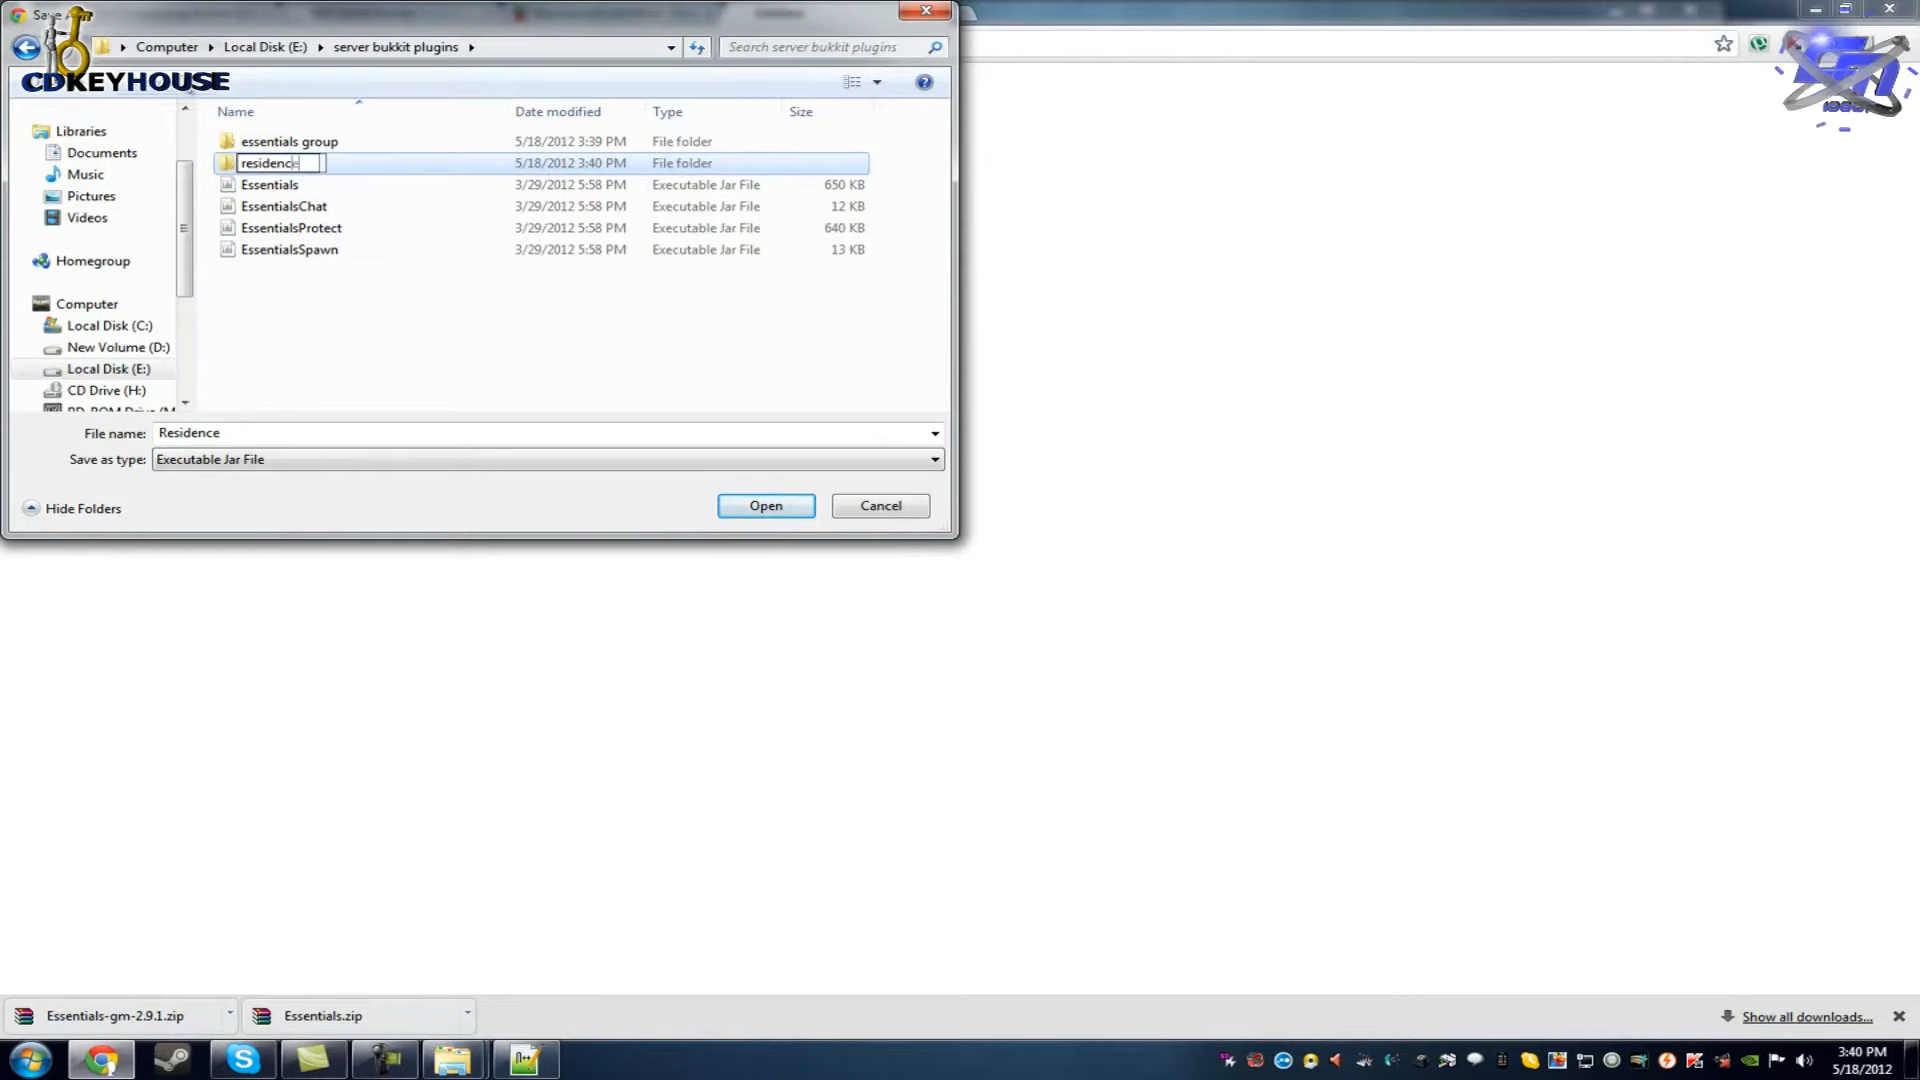 Save As
Computer
Local Disk (E:)
server bukkit plugins
Search server bukkit plugins
CDKEYHOUSE
Name
Date modified
Type
Size
Libraries
Documents
Music
Pictures
Videos
Homegroup
Computer
Local Disk (C:)
New Volume (D:)
Local Disk (E:)
CD Drive (H:)
essentials group 5/18/2012 3:39 PM File folder
residence 5/18/2012 3:40 PM File folder
Essentials 3/29/2012 5:58 PM Executable Jar File 650 KB
EssentialsChat 3/29/2012 5:58 PM Executable Jar File 12 KB
EssentialsProtect 3/29/2012 5:58 PM Executable Jar File 640 KB
EssentialsSpawn 3/29/2012 5:58 PM Executable Jar File 13 KB
File name: Residence
Save as type: Executable Jar File
Hide Folders
Open
Cancel
Essentials-gm-2.9.1.zip
Essentials.zip
Show all downloads...
3:40 PM
5/18/2012